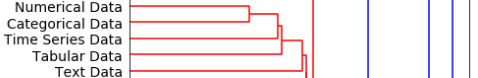 Numerical Data
Categorical Data
Time Series Data
Tabular Data
Text Data